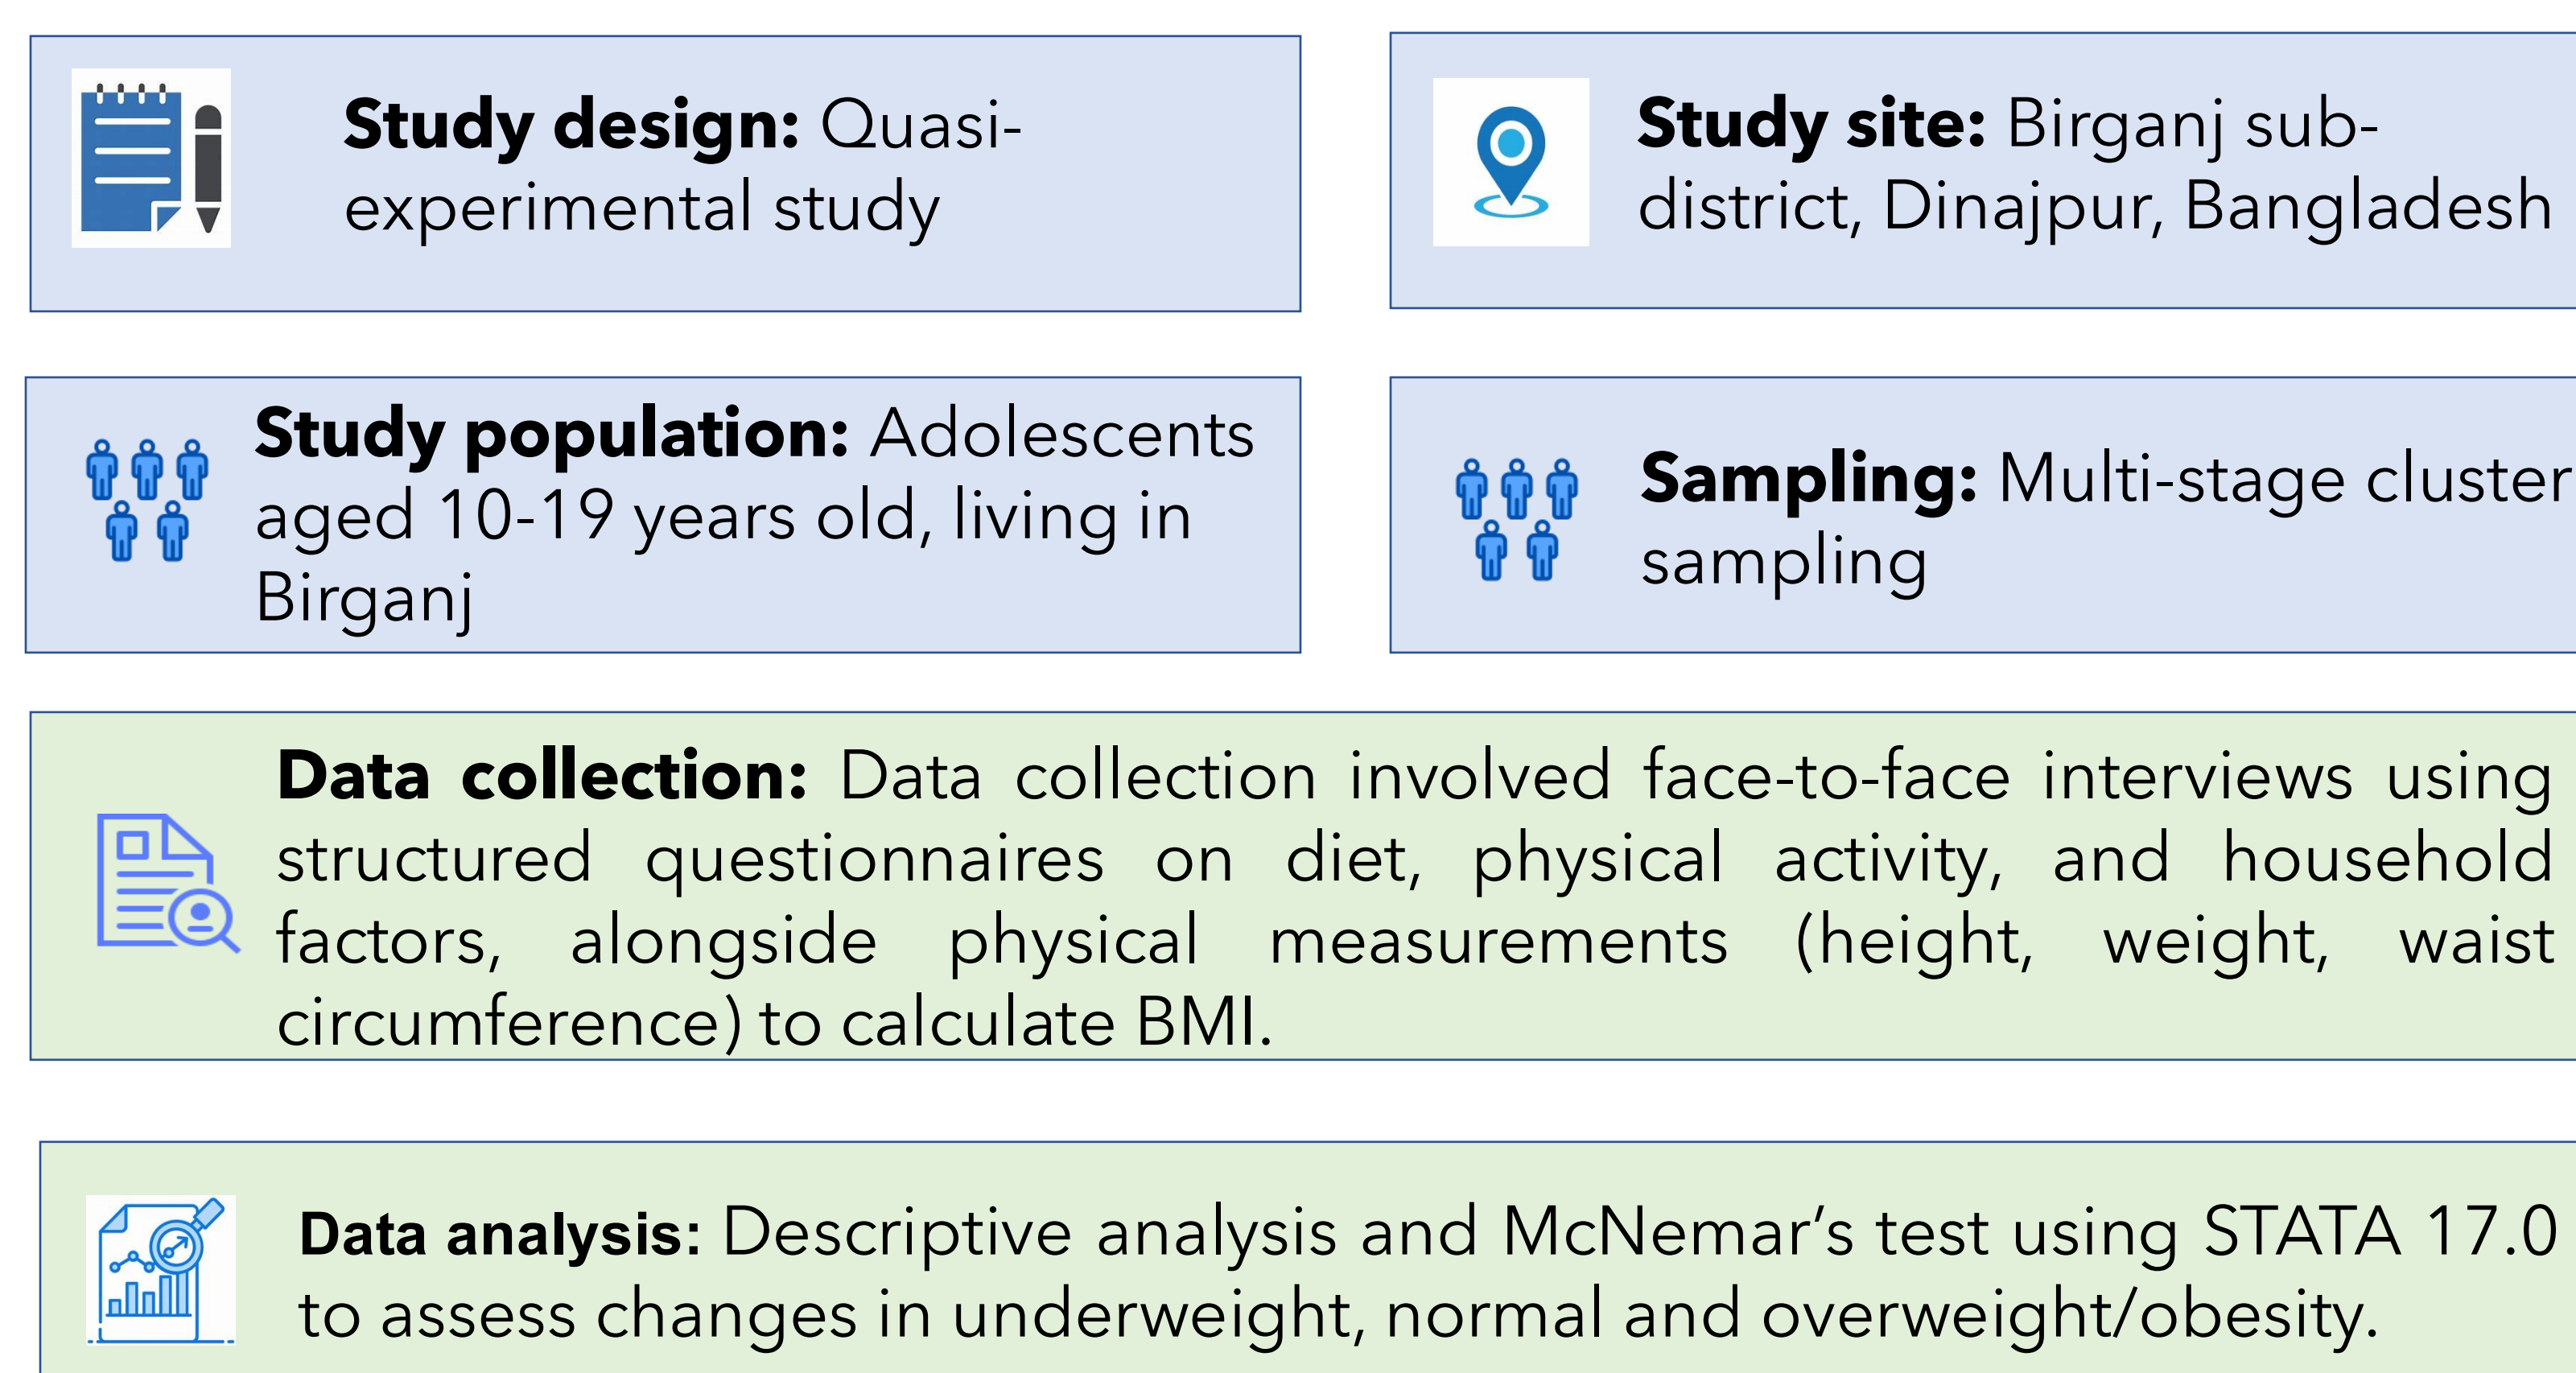 Study design: Quasi-
experimental study
Study site: Birganj sub-
district, Dinajpur, Bangladesh
Study population: Adolescents
aged 10-19 years old, living in
Birganj
Sampling: Multi-stage cluster
sampling
Data collection: Data collection involved face-to-face interviews using
structured questionnaires on diet, physical activity, and household
factors, alongside physical measurements (height, weight, waist
circumference) to calculate BMI.
Data analysis: Descriptive analysis and McNemar’s test using STATA 17.0
to assess changes in underweight, normal and overweight/obesity.